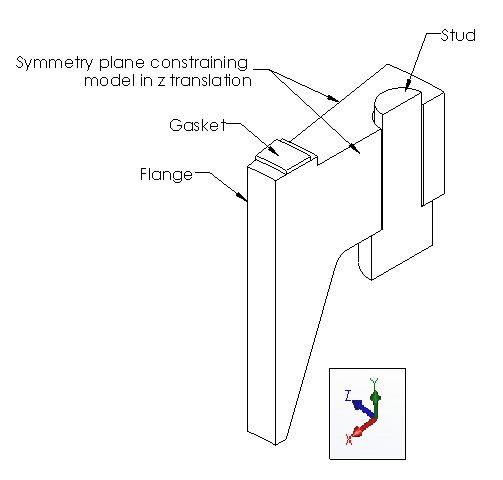 Stud
Symmetry plane constraining
model in z translation
Gasket
Flange
Y
Z
X